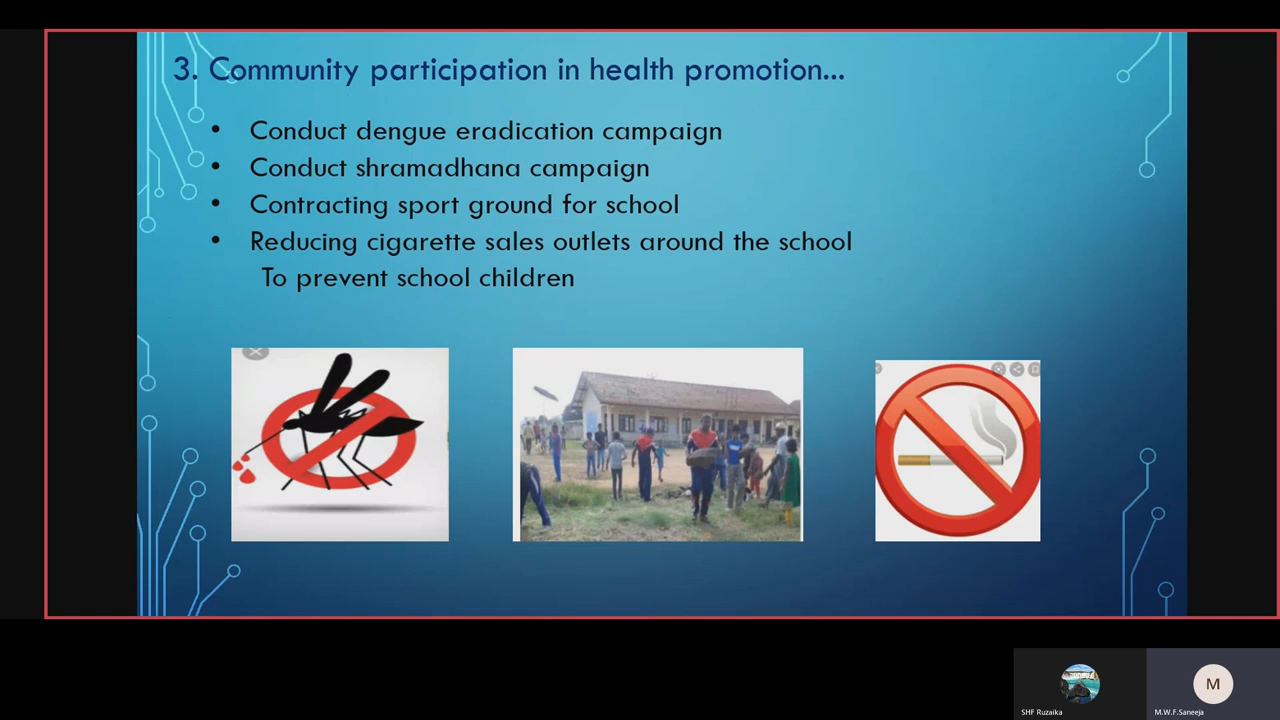 3. Community participation in health promotion...
• Conduct dengue eradication campaign
• Conduct shramadhana campaign
• Contracting sport ground for school
• Reducing cigarette sales outlets around the school
To prevent school children
M
SHF Ruzaika
M.W.F.Saneeja